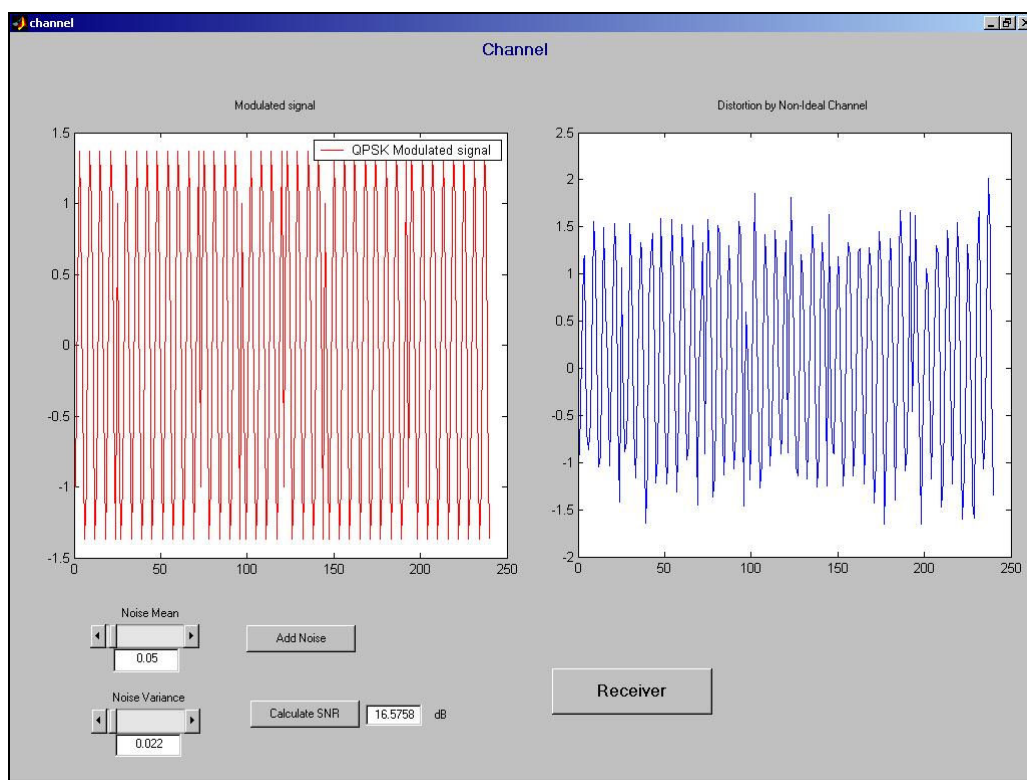 channel
Channel
Modulated signal
1.5
1
0.5
0
-0.5
-1
-1.5
0
50
100
150
200
250
QPSK Modulated signal
Distortion by Non-Ideal Channel
2.5
2
1.5
1
0.5
0
-0.5
-1
-1.5
-2
0
50
100
150
200
250
Noise Mean
0.05
Add Noise
Noise Variance
0.022
Calculate SNR
16.5758
dB
Receiver